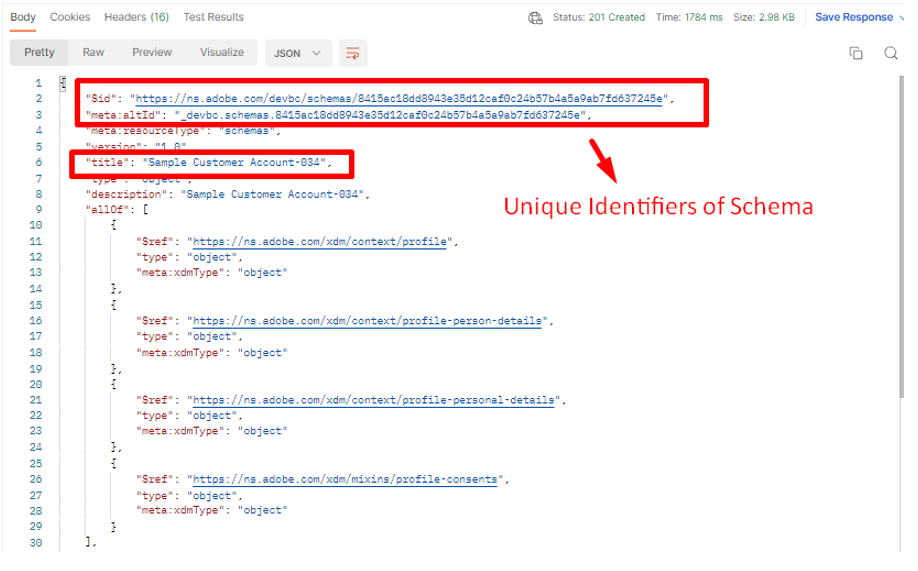 Body Cookies Headers (16) Test Results Status: 201 Created Time: 1784 ms Size: 2.98 KB Save Response
Pretty Raw Preview Visualize JSON
1 {
2 "$id": "https://ns.adobe.com/devbc/schemas/8415ac18dd8943e35d12caf0c24b57b4a5a9ab7fd637245e",
3 "meta:altId": "_devbc.schemas.8415ac18dd8943e35d12caf0c24b57b4a5a9ab7fd637245e",
4 "meta:resourceType": "schemas",
5 "version": "1.0"
6 "title": "Sample Customer Account-034",
7 "type": "object",
8 "description": "Sample Customer Account-034",
9 "allOf": [
Unique Identifiers of Schema
10 {
11 "$ref": "https://ns.adobe.com/xdm/context/profile",
12 "type": "object",
13 "meta:xdmType": "object"
14 },
15 {
16 "$ref": "https://ns.adobe.com/xdm/context/profile-person-details",
17 "type": "object",
18 "meta:xdmType": "object"
19 },
20 {
21 "$ref": "https://ns.adobe.com/xdm/context/profile-personal-details",
22 "type": "object",
23 "meta:xdmType": "object"
24 },
25 {
26 "$ref": "https://ns.adobe.com/xdm/mixins/profile-consents",
27 "type": "object",
28 "meta:xdmType": "object"
29 }
30 ],